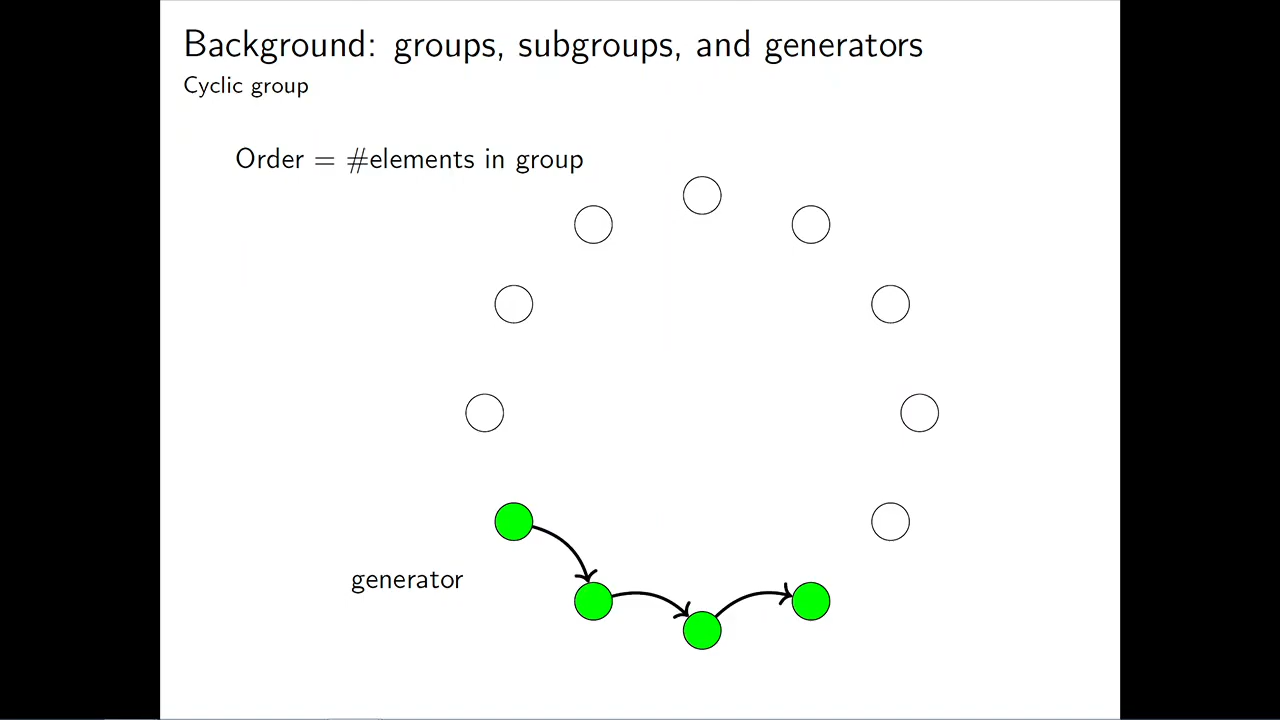 Background: groups, subgroups, and generators
Cyclic group
Order = #elements in group
generator